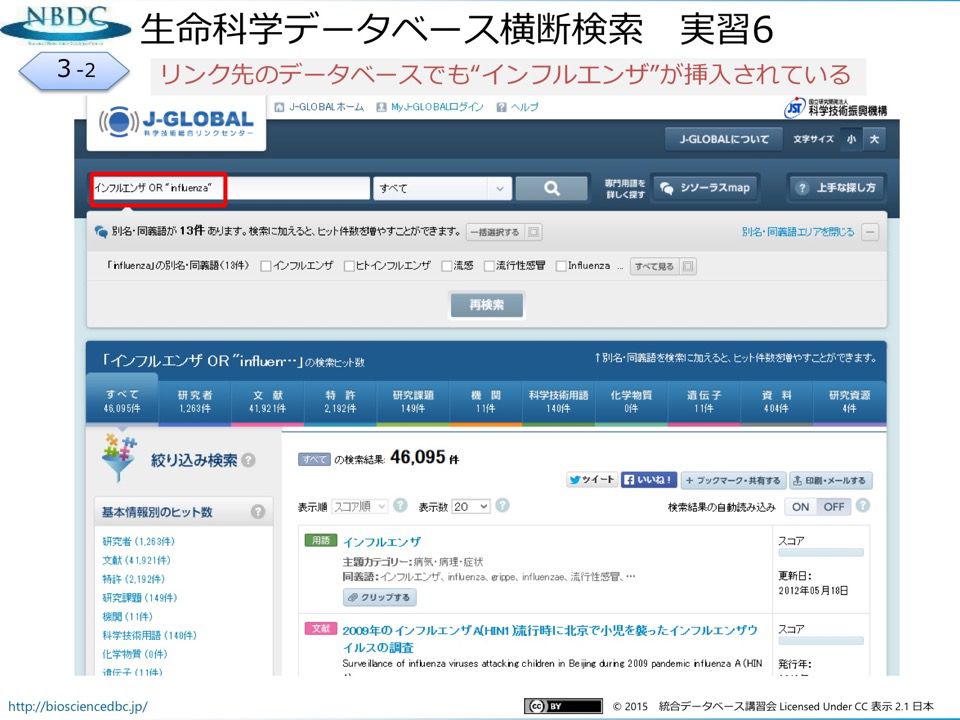 NBDC
生命科学データベース横断検索　実習6
3 -2
リンク先のデータベースでも“インフルエンザ”が挿入されている
J-GLOBAL
科学技術総合リンクセンター
J-GLOBALホーム MyJ-GLOBALログイン ヘルプ
JST 国立研究開発法人 科学技術振興機構
J-GLOBALについて 文字サイズ 小 大
インフルエンザ OR "influenza" すべて 専門用語を詳しく探す シソーラスmap 上手な探し方
別名・同義語が 13件 あります。検索に加えると、ヒット件数を増やすことができます。 一括選択する 別名・同義語エリアを閉じる
「influenza」の別名・同義語(13件) インフルエンザ ヒトインフルエンザ 流感 流行性感冒 Influenza ... すべて見る
再検索
「インフルエンザ OR "influen…」の検索ヒット数 ↑別名・同義語を検索に加えると、ヒット件数を増やすことができます。
すべて 研究者 文献 特許 研究課題 機関 科学技術用語 化学物質 遺伝子 資料 研究資源
46,095件 1,263件 41,921件 2,192件 149件 11件 140件 0件 11件 404件 4件
絞り込み検索
すべて の検索結果: 46,095 件
ツイート いいね! ブックマーク・共有する 印刷・メールする
表示順 スコア順 表示数 20 検索結果の自動読み込み ON OFF
基本情報別のヒット数
研究者 (1,263件)
文献 (41,921件)
特許 (2,192件)
研究課題 (149件)
機関 (11件)
科学技術用語 (140件)
化学物質 (0件)
遺伝子 (11件)
用語 インフルエンザ
主題カテゴリー:病気・病理・症状
同義語:インフルエンザ、influenza、grippe、influenzae、流行性感冒、…
クリップする
スコア
更新日:
2012年05月18日
文献 2009年のインフルエンザA(H1N1)流行時に北京で小児を襲ったインフルエンザウ
イルスの調査
Surveillance of influenza viruses attacking children in Beijing during 2009 pandemic influenza A (H1N
スコア
発行年:
http://biosciencedbc.jp/
CC BY
© 2015　統合データベース講習会 Licensed Under CC 表示 2.1 日本